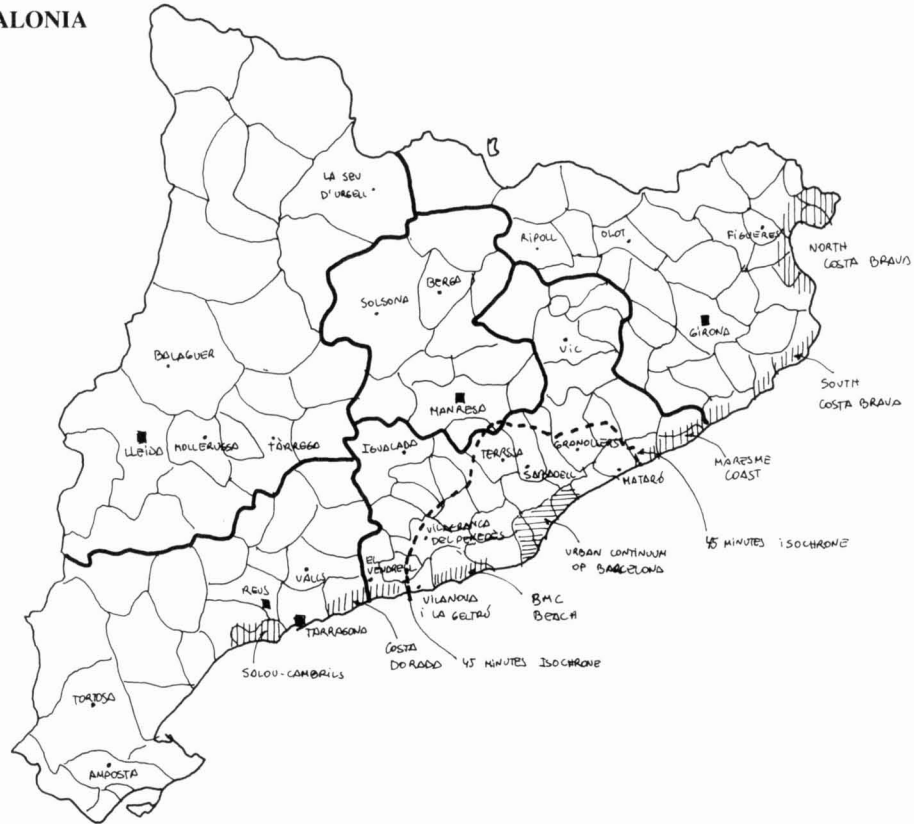 ALONIA
LA SEU
D'URGELL
RIPOLL
OLOT
FIGUERES
NORTH
COSTA BRAVA
BERGA
SOLSONA
GIRONA
VIC
BALAGUER
SOUTH
COSTA BRAVA
MANRESA
LLEIDA
MOLLERUSSA
TÀRREGA
IGUALADA
TERRSSA
GRANOLLERS
SABADELL
MATARÓ
MARESME
COAST
45 MINUTES ISOCHRONE
VILAFRANCA
DEL PENEDÈS
URBAN CONTINUUM
OF BARCELONA
EL
VENDRELL
VALLS
REUS
VILANOVA
i LA GELTRÚ
BMC
BEACH
TARRAGONA
COSTA
DORADA
45 MINUTES ISOCHRONE
SALOU-CAMBRILS
TORTOSA
AMPOSTA